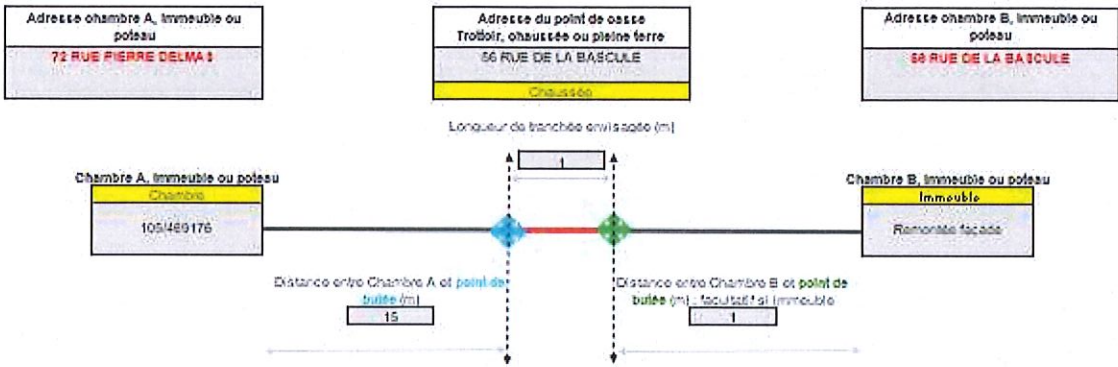 Adresse chambre A, immeuble ou
poteau
72 RUE PIERRE DELMAS
Adresse du point de casse
Trottoir, chaussée ou pleine terre
56 RUE DE LA BASCULE
Chaussée
Adresse chambre B, immeuble ou
poteau
56 RUE DE LA BASCULE
Longueur de tranchée envisagée (m)
1
Chambre A, immeuble ou poteau
Chambre
105/469176
Chambre B, immeuble ou poteau
Immeuble
Remontée façade
Distance entre Chambre A et point de
butée (m)
15
Distance entre Chambre B et point de
butée (m) : facultatif si immeuble
1